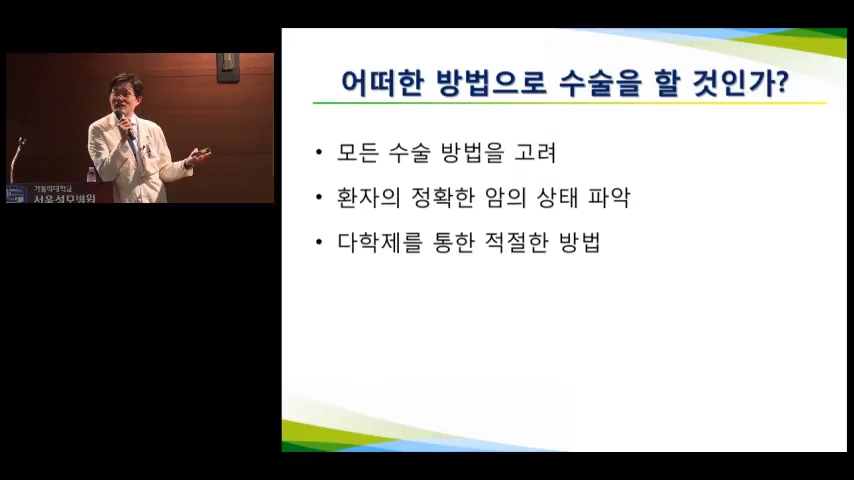 어떠한 방법으로 수술을 할 것인가?
• 모든 수술 방법을 고려
• 환자의 정확한 암의 상태 파악
• 다학제를 통한 적절한 방법
가톨릭대학교
서울성모병원